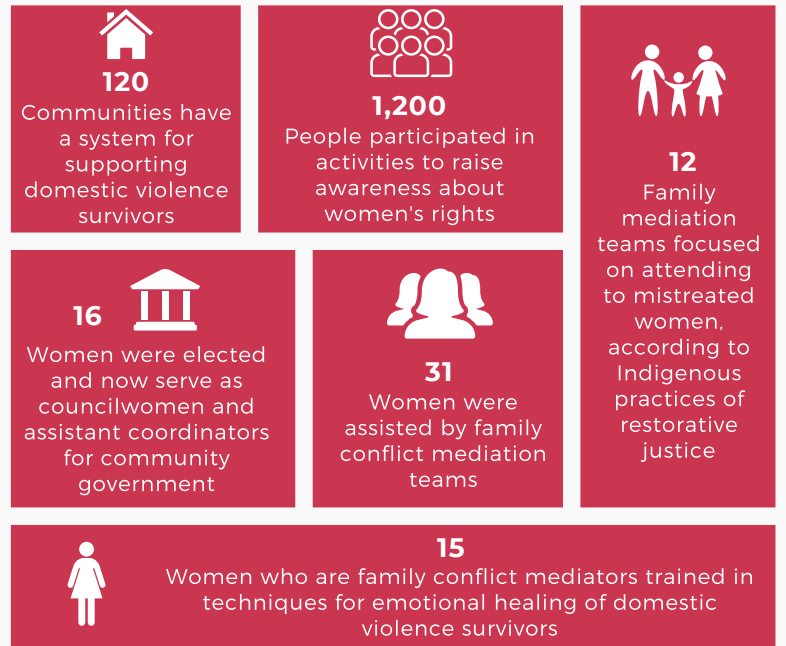 120
Communities have
a system for
supporting
domestic violence
survivors
1,200
People participated in
activities to raise
awareness about
women's rights
12
Family
mediation
teams focused
on attending
to mistreated
women,
according to
Indigenous
practices of
restorative
justice
16
Women were elected
and now serve as
councilwomen and
assistant coordinators
for community
government
31
Women were
assisted by family
conflict mediation
teams
15
Women who are family conflict mediators trained in
techniques for emotional healing of domestic
violence survivors